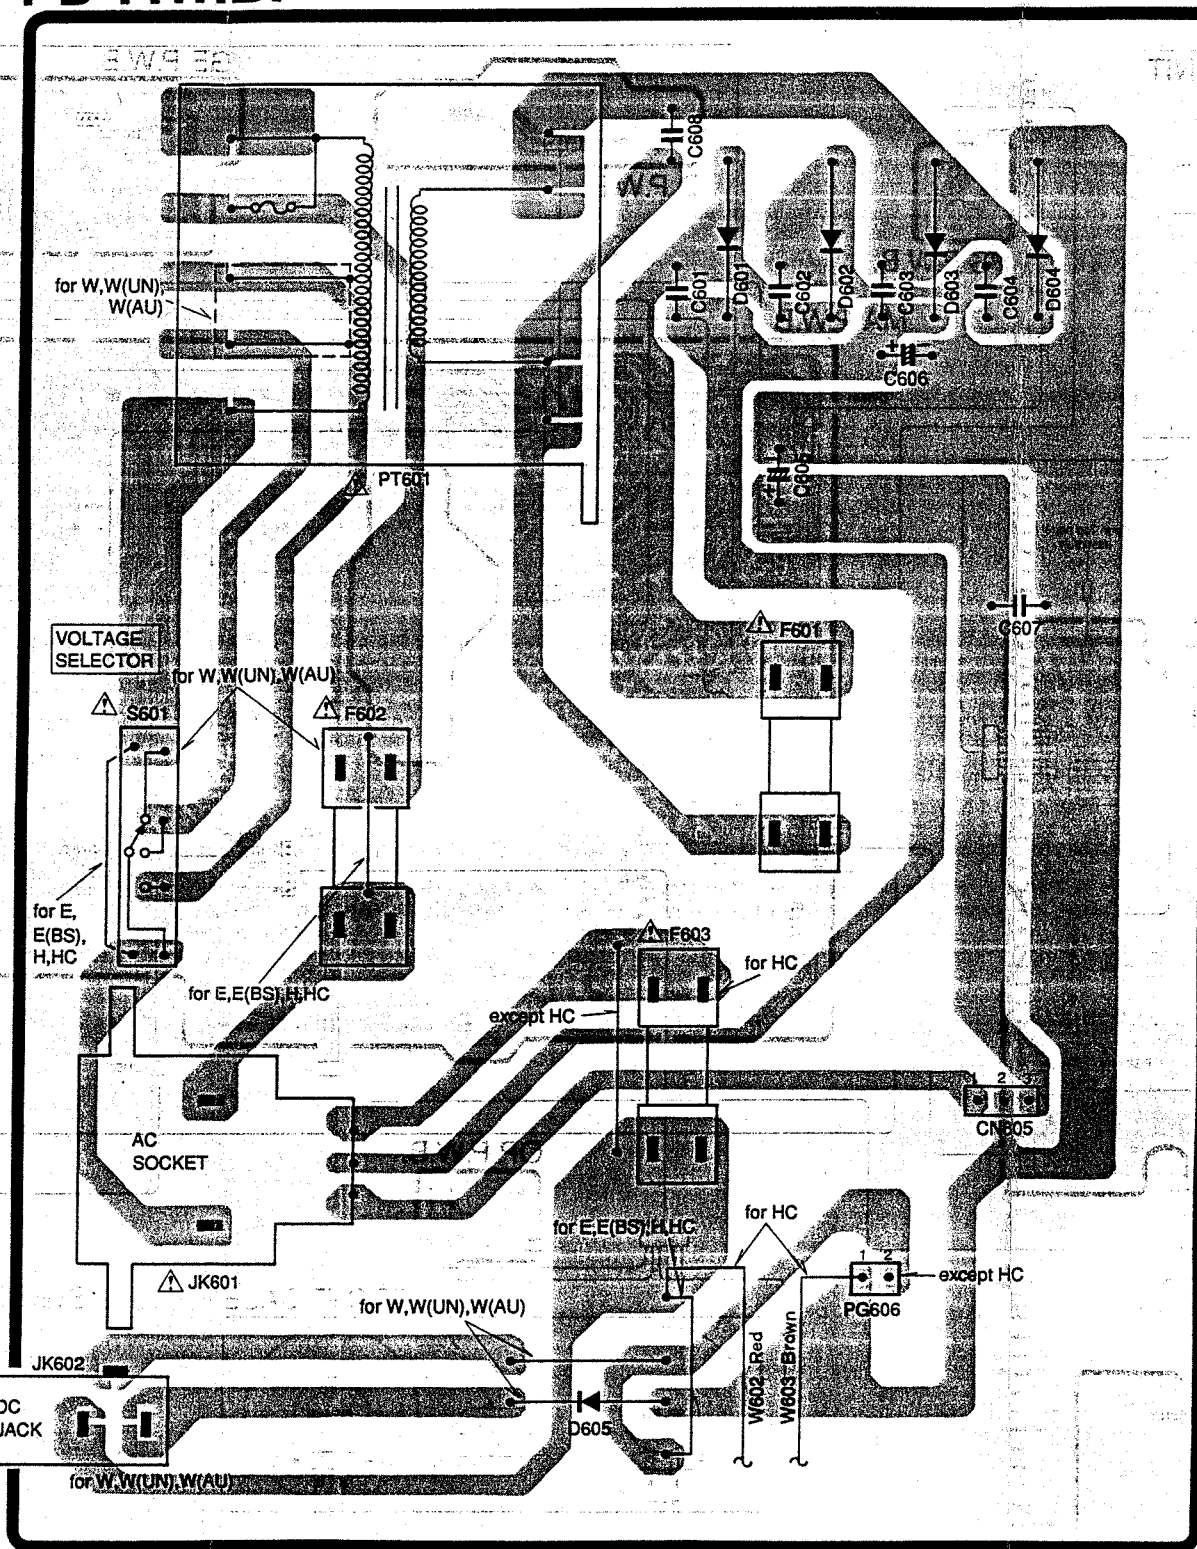 C608
C601
D601
C602
D602
C603
D603
C604
D604
for W,W(UN),
W(AU)
+
C606
PT601
+
C605
C607
VOLTAGE
SELECTOR
for W,W(UN),W(AU)
F601
S601
F602
for E,
E(BS),
H,HC
F603
for HC
for E,E(BS),H,HC
except HC
1 2 3
CN605
AC
SOCKET
for E,E(BS),H,HC
for HC
1 2
except HC
JK601
PG606
for W,W(UN),W(AU)
W602-Red
W603-Brown
JK602
DC
JACK
D605
for W,W(UN),W(AU)